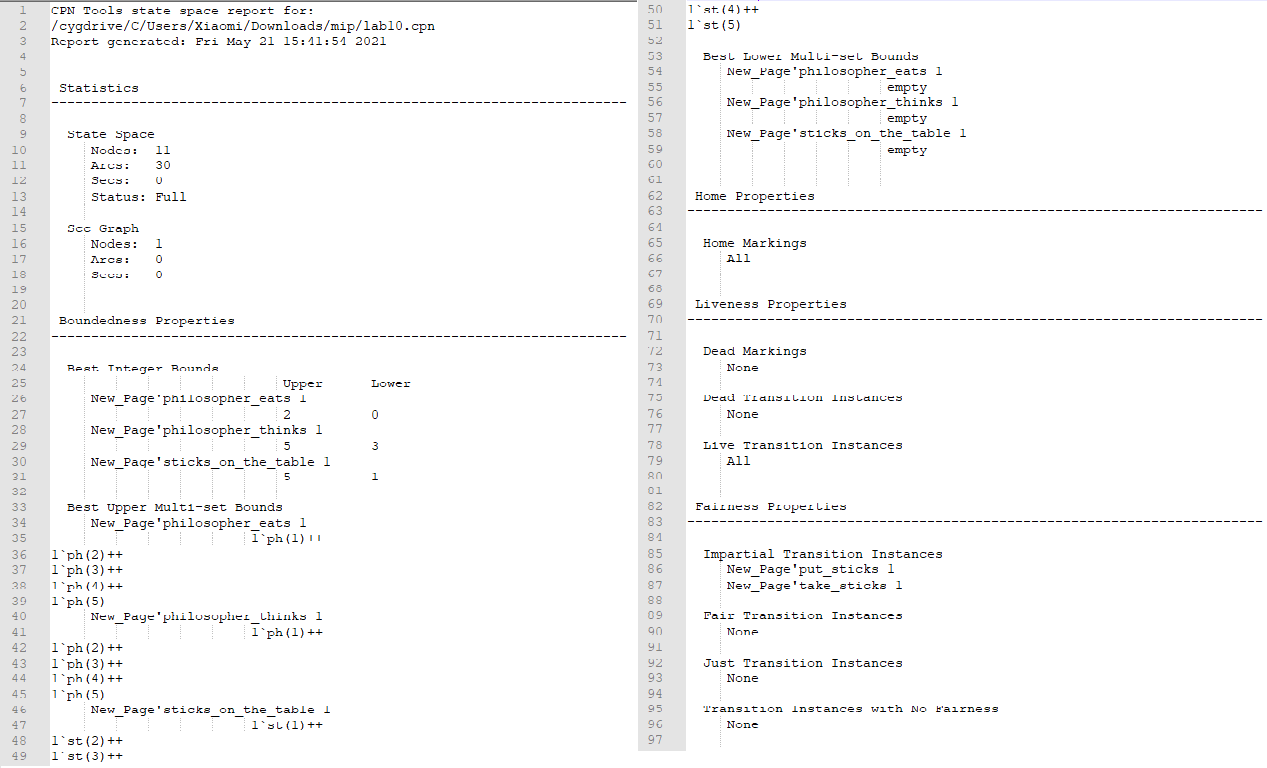 1 CPN Tools state space report for:
2 /cygdrive/C/Users/Xiaomi/Downloads/mip/lab10.cpn
3 Report generated: Fri May 21 15:41:54 2021
4
5
6 Statistics
7 ------------------------------------------------------------------------
8
9 State Space
10 Nodes: 11
11 Arcs: 30
12 Secs: 0
13 Status: Full
14
15 Scc Graph
16 Nodes: 1
17 Arcs: 0
18 Secs: 0
19
20
21 Boundedness Properties
22 ------------------------------------------------------------------------
23
24 Best Integer Bounds
25 Upper Lower
26 New_Page'philosopher_eats 1
27 2 0
28 New_Page'philosopher_thinks 1
29 5 3
30 New_Page'sticks_on_the_table 1
31 5 1
32
33 Best Upper Multi-set Bounds
34 New_Page'philosopher_eats 1
35 1`ph(1)++
36 1`ph(2)++
37 1`ph(3)++
38 1`ph(4)++
39 1`ph(5)
40 New_Page'philosopher_thinks 1
41 1`ph(1)++
42 1`ph(2)++
43 1`ph(3)++
44 1`ph(4)++
45 1`ph(5)
46 New_Page'sticks_on_the_table 1
47 1`st(1)++
48 1`st(2)++
49 1`st(3)++
50 1`st(4)++
51 1`st(5)
52
53 Best Lower Multi-set Bounds
54 New_Page'philosopher_eats 1
55 empty
56 New_Page'philosopher_thinks 1
57 empty
58 New_Page'sticks_on_the_table 1
59 empty
60
61
62 Home Properties
63 ------------------------------------------------------------------------
64
65 Home Markings
66 All
67
68
69 Liveness Properties
70 ------------------------------------------------------------------------
71
72 Dead Markings
73 None
74
75 Dead Transition Instances
76 None
77
78 Live Transition Instances
79 All
80
81
82 Fairness Properties
83 ------------------------------------------------------------------------
84
85 Impartial Transition Instances
86 New_Page'put_sticks 1
87 New_Page'take_sticks 1
88
89 Fair Transition Instances
90 None
91
92 Just Transition Instances
93 None
94
95 Transition Instances with No Fairness
96 None
97